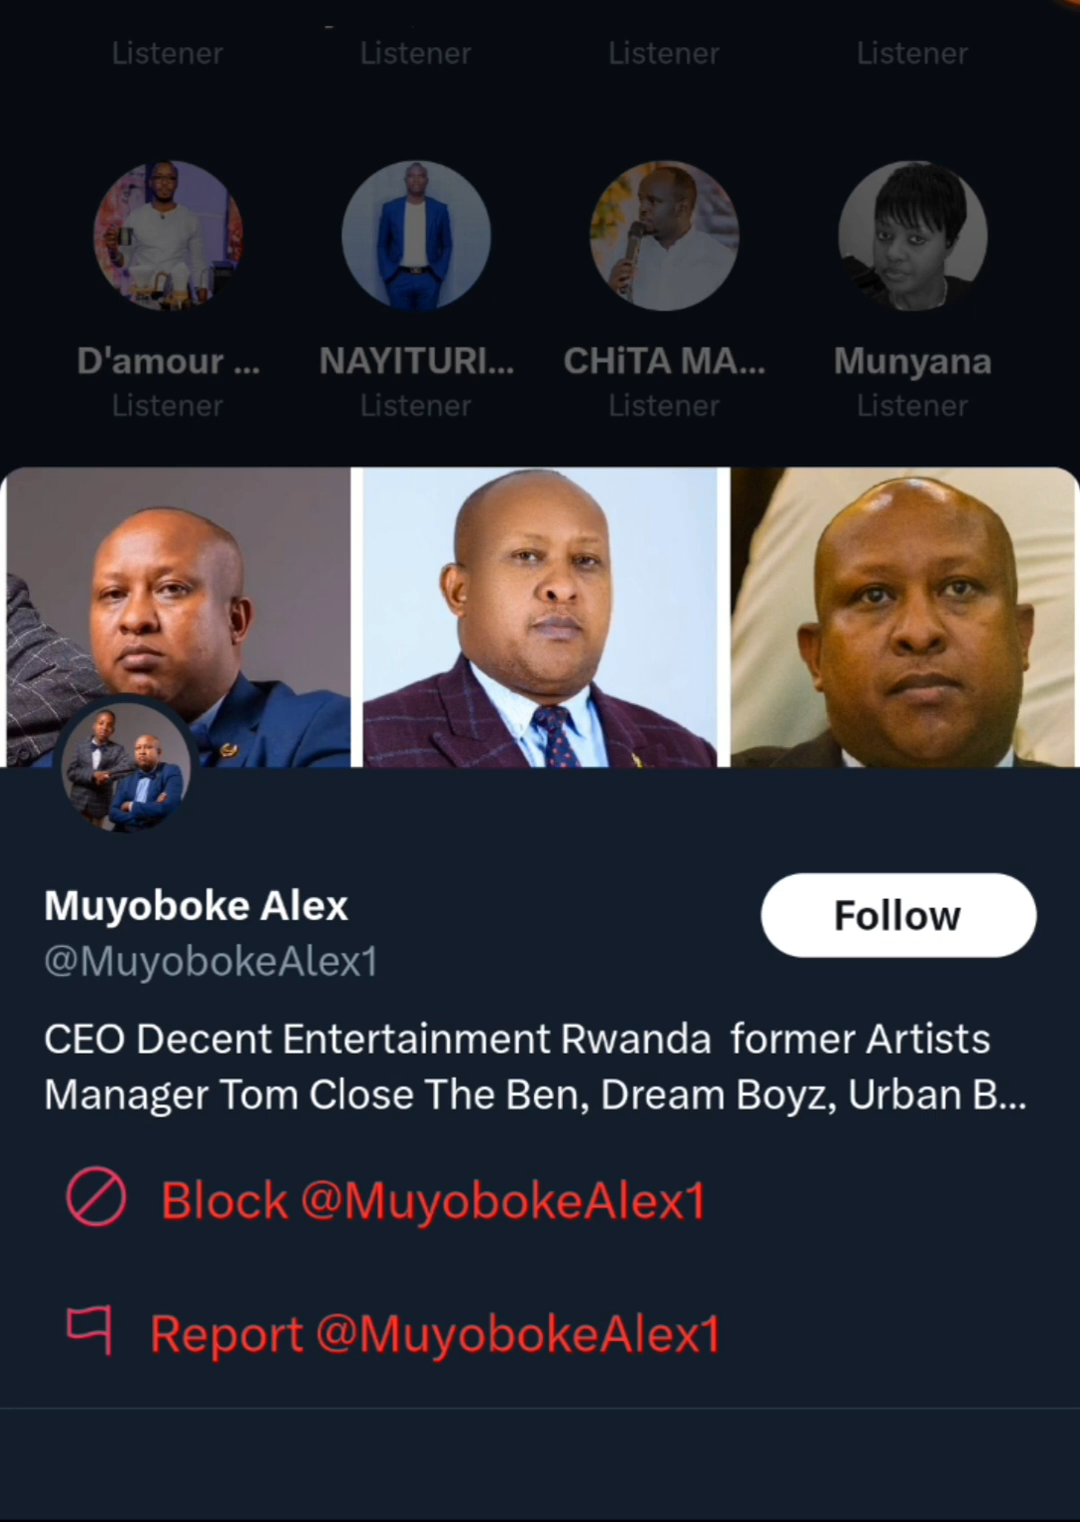 Listener Listener Listener Listener
D'amour ... NAYITURI... CHiTA MA... Munyana
Listener Listener Listener Listener
Muyoboke Alex
Follow
@MuyobokeAlex1
CEO Decent Entertainment Rwanda former Artists
Manager Tom Close The Ben, Dream Boyz, Urban B...
Block @MuyobokeAlex1
Report @MuyobokeAlex1